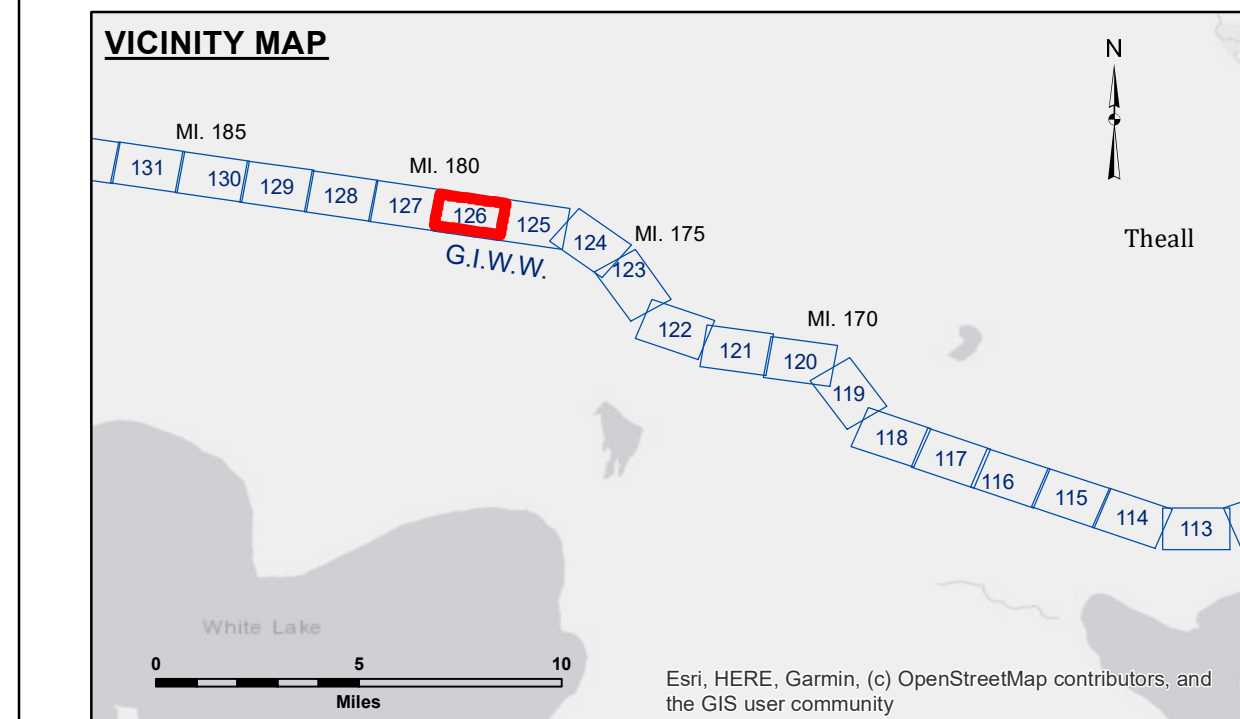 VICINITY MAP
N
MI. 185
MI. 180
131
130
129
128
127
126
125
124
MI. 175
Theall
G.I.W.W.
123
122
MI. 170
121
120
119
118
117
116
115
114
113
White Lake
0 5 10
Miles
Esri, HERE, Garmin, (c) OpenStreetMap contributors, and
the GIS user community